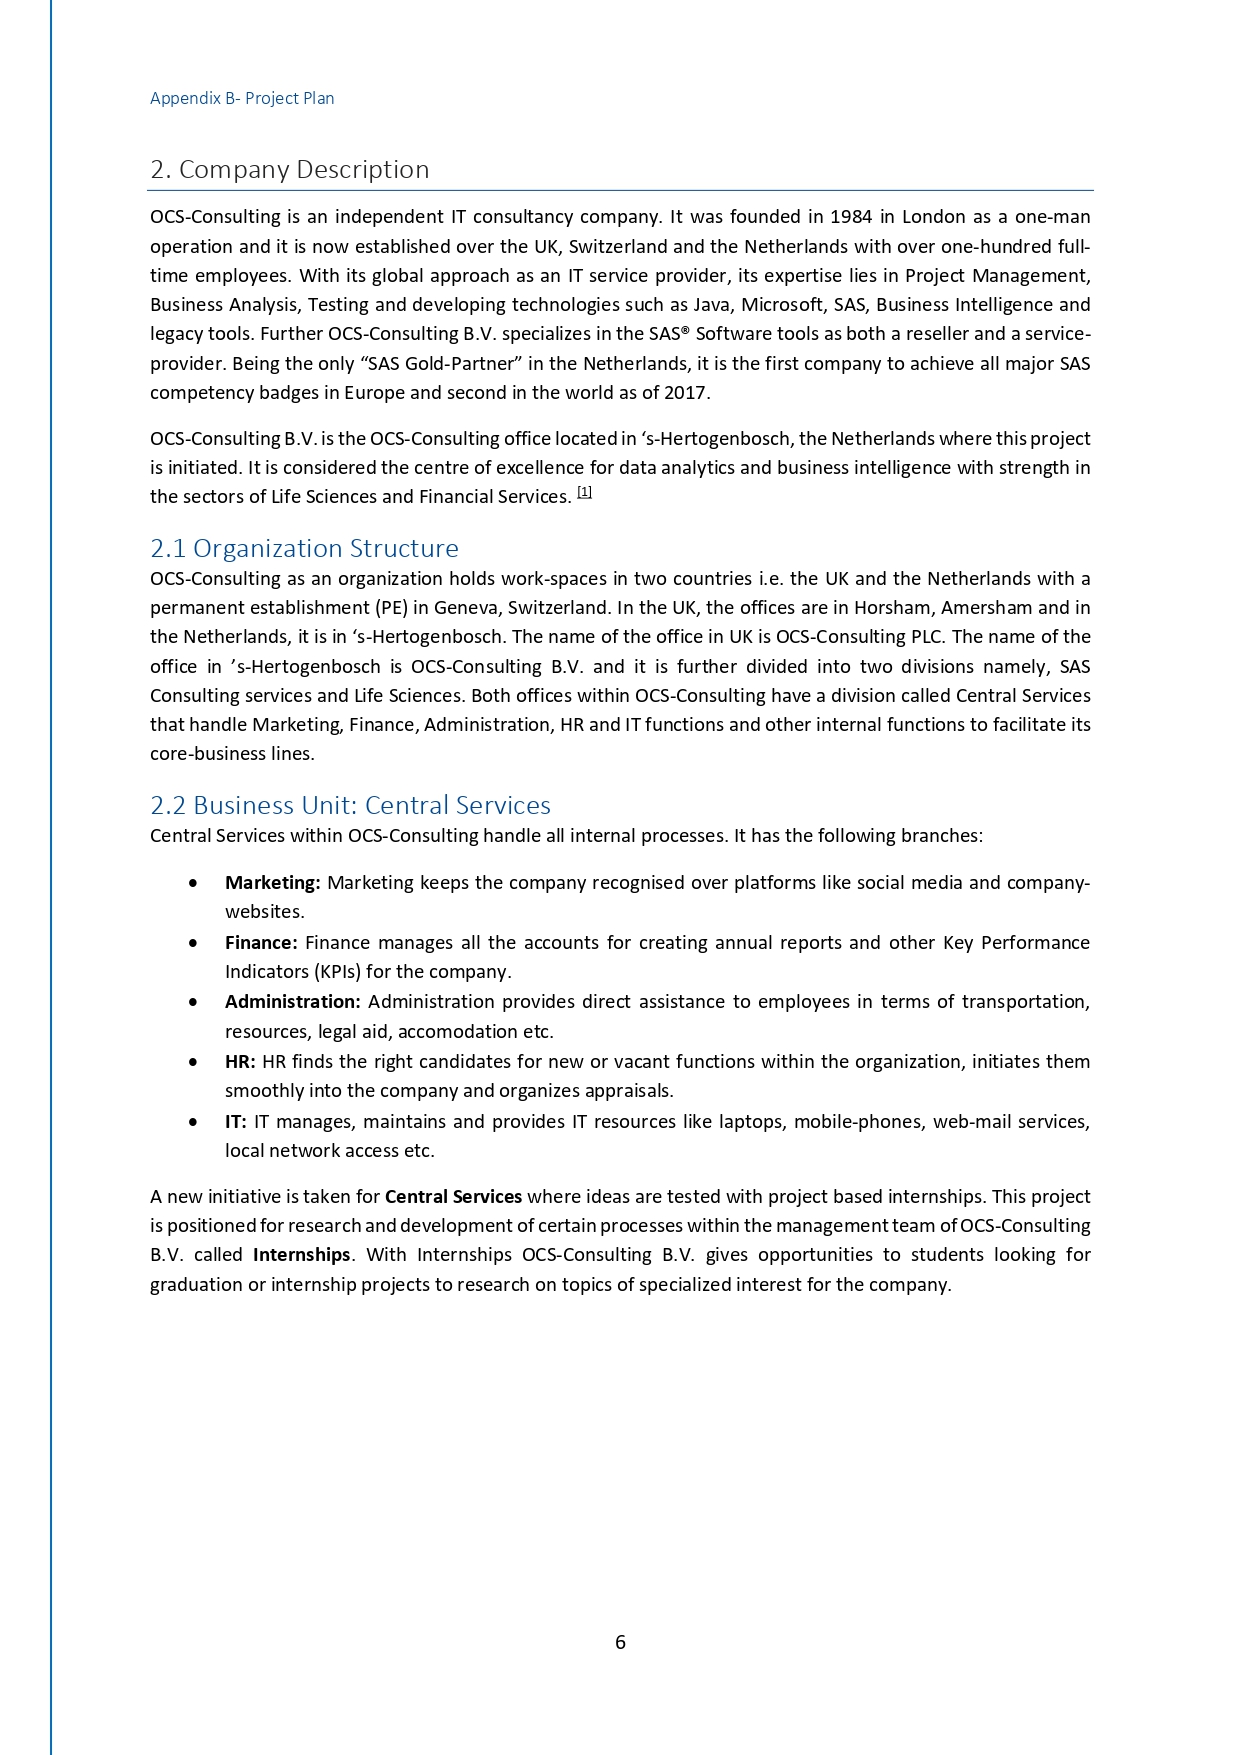 Appendix B- Project Plan
2. Company Description
OCS-Consulting is an independent IT consultancy company. It was founded in 1984 in London as a one-man
operation and it is now established over the UK, Switzerland and the Netherlands with over one-hundred full-
time employees. With its global approach as an IT service provider, its expertise lies in Project Management,
Business Analysis, Testing and developing technologies such as Java, Microsoft, SAS, Business Intelligence and
legacy tools. Further OCS-Consulting B.V. specializes in the SAS® Software tools as both a reseller and a service-
provider. Being the only “SAS Gold-Partner” in the Netherlands, it is the first company to achieve all major SAS
competency badges in Europe and second in the world as of 2017.
OCS-Consulting B.V. is the OCS-Consulting office located in ‘s-Hertogenbosch, the Netherlands where this project
is initiated. It is considered the centre of excellence for data analytics and business intelligence with strength in
the sectors of Life Sciences and Financial Services. [1]
2.1 Organization Structure
OCS-Consulting as an organization holds work-spaces in two countries i.e. the UK and the Netherlands with a
permanent establishment (PE) in Geneva, Switzerland. In the UK, the offices are in Horsham, Amersham and in
the Netherlands, it is in ‘s-Hertogenbosch. The name of the office in UK is OCS-Consulting PLC. The name of the
office in ’s-Hertogenbosch is OCS-Consulting B.V. and it is further divided into two divisions namely, SAS
Consulting services and Life Sciences. Both offices within OCS-Consulting have a division called Central Services
that handle Marketing, Finance, Administration, HR and IT functions and other internal functions to facilitate its
core-business lines.
2.2 Business Unit: Central Services
Central Services within OCS-Consulting handle all internal processes. It has the following branches:
• Marketing: Marketing keeps the company recognised over platforms like social media and company-
websites.
• Finance: Finance manages all the accounts for creating annual reports and other Key Performance
Indicators (KPIs) for the company.
• Administration: Administration provides direct assistance to employees in terms of transportation,
resources, legal aid, accomodation etc.
• HR: HR finds the right candidates for new or vacant functions within the organization, initiates them
smoothly into the company and organizes appraisals.
• IT: IT manages, maintains and provides IT resources like laptops, mobile-phones, web-mail services,
local network access etc.
A new initiative is taken for Central Services where ideas are tested with project based internships. This project
is positioned for research and development of certain processes within the management team of OCS-Consulting
B.V. called Internships. With Internships OCS-Consulting B.V. gives opportunities to students looking for
graduation or internship projects to research on topics of specialized interest for the company.
6